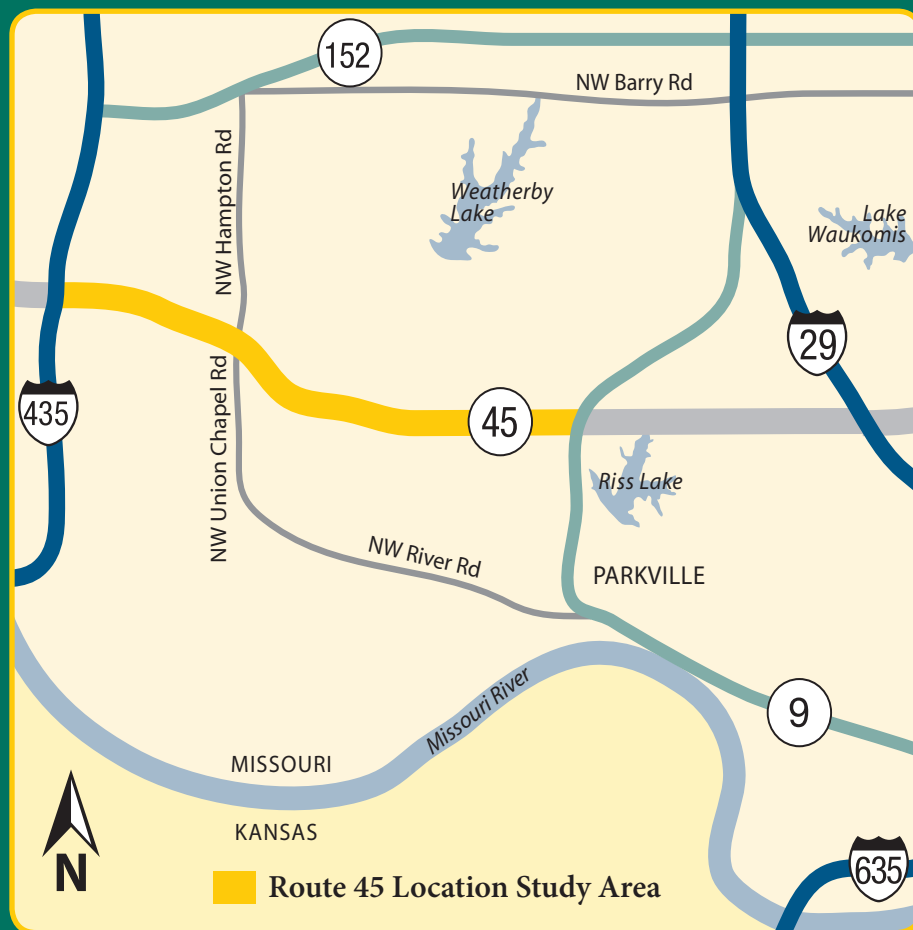 152
NW Barry Rd
NW Hampton Rd
Weatherby
Lake
Lake
Waukomis
29
435
45
NW Union Chapel Rd
Riss Lake
NW River Rd
PARKVILLE
Missouri River
9
MISSOURI
KANSAS
635
N
Route 45 Location Study Area